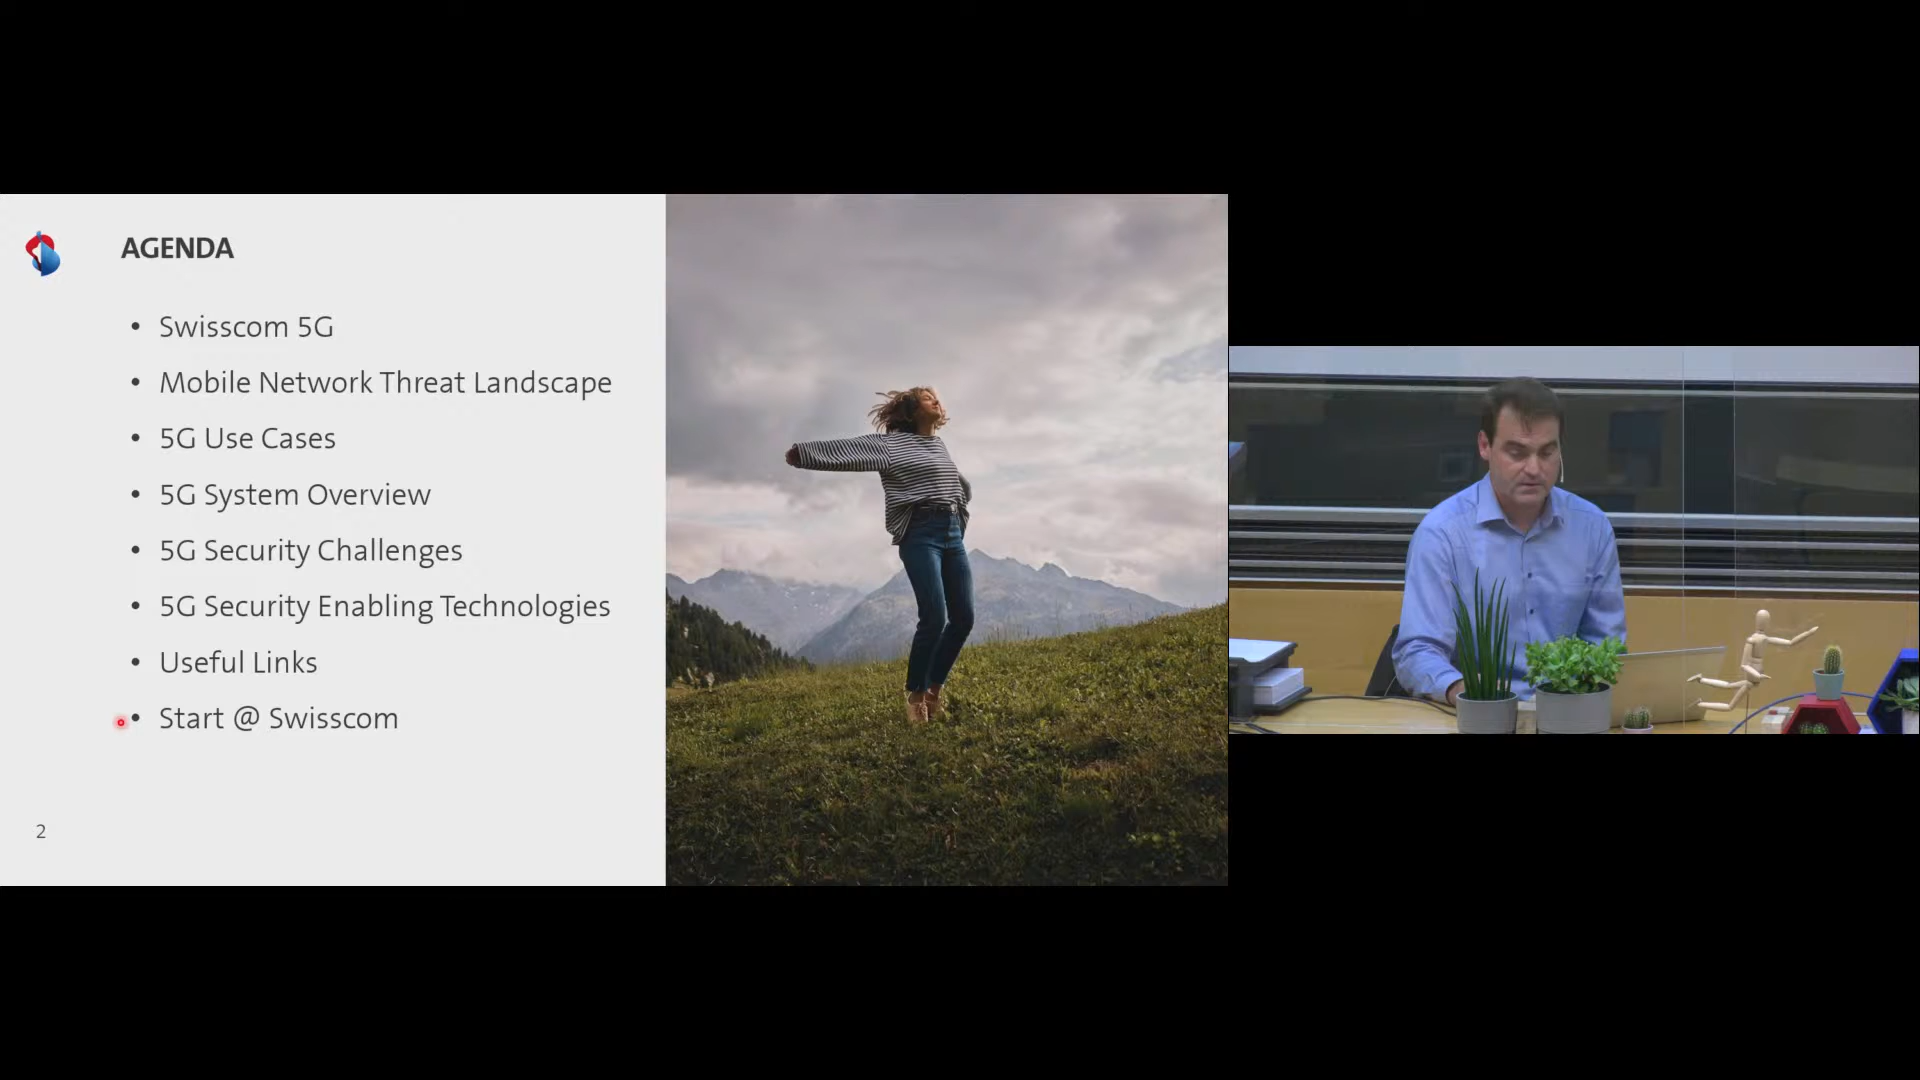 AGENDA
• Swisscom 5G
• Mobile Network Threat Landscape
• 5G Use Cases
• 5G System Overview
• 5G Security Challenges
• 5G Security Enabling Technologies
• Useful Links
• Start @ Swisscom
2